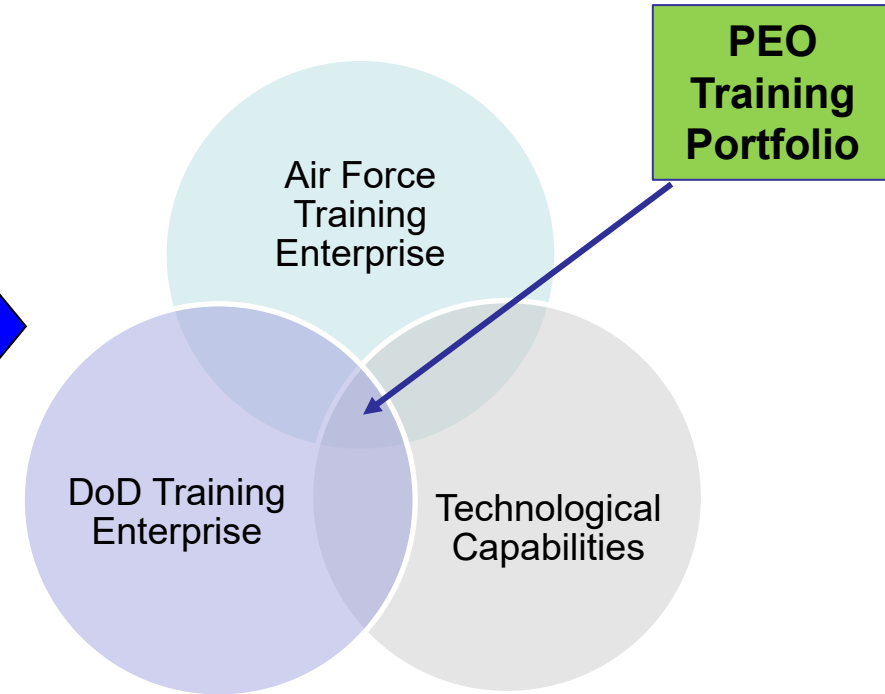 PEO
Training
Portfolio
Air Force
Training
Enterprise
DoD Training
Enterprise
Technological
Capabilities